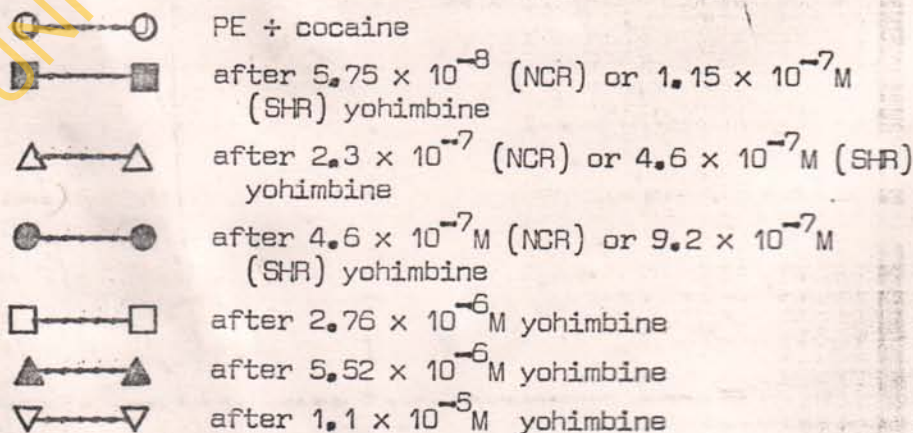 PE + cocaine
after 5.75 x 10⁻⁸ (NCR) or 1.15 x 10⁻⁷M
(SHR) yohimbine
after 2.3 x 10⁻⁷ (NCR) or 4.6 x 10⁻⁷M (SHR)
yohimbine
after 4.6 x 10⁻⁷M (NCR) or 9.2 x 10⁻⁷M
(SHR) yohimbine
after 2.76 x 10⁻⁶M yohimbine
after 5.52 x 10⁻⁶M yohimbine
after 1.1 x 10⁻⁵M yohimbine
UNI